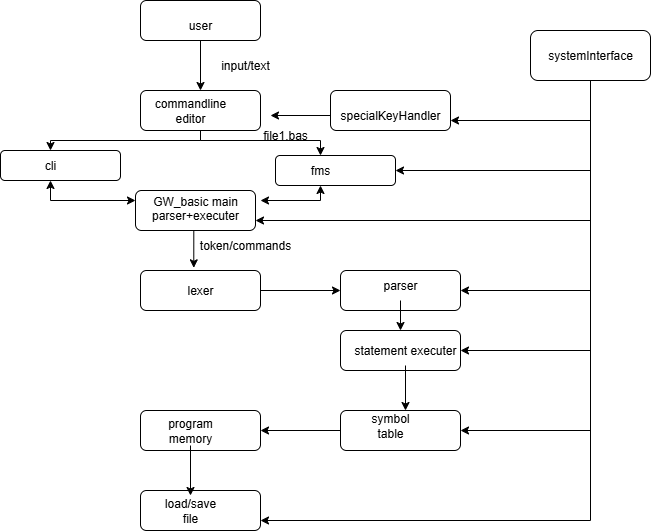 user
systemInterface
input/text
commandline
editor
specialKeyHandler
file1.bas
cli
fms
GW_basic main
parser+executer
token/commands
lexer
parser
statement executer
program
memory
symbol
table
load/save
file